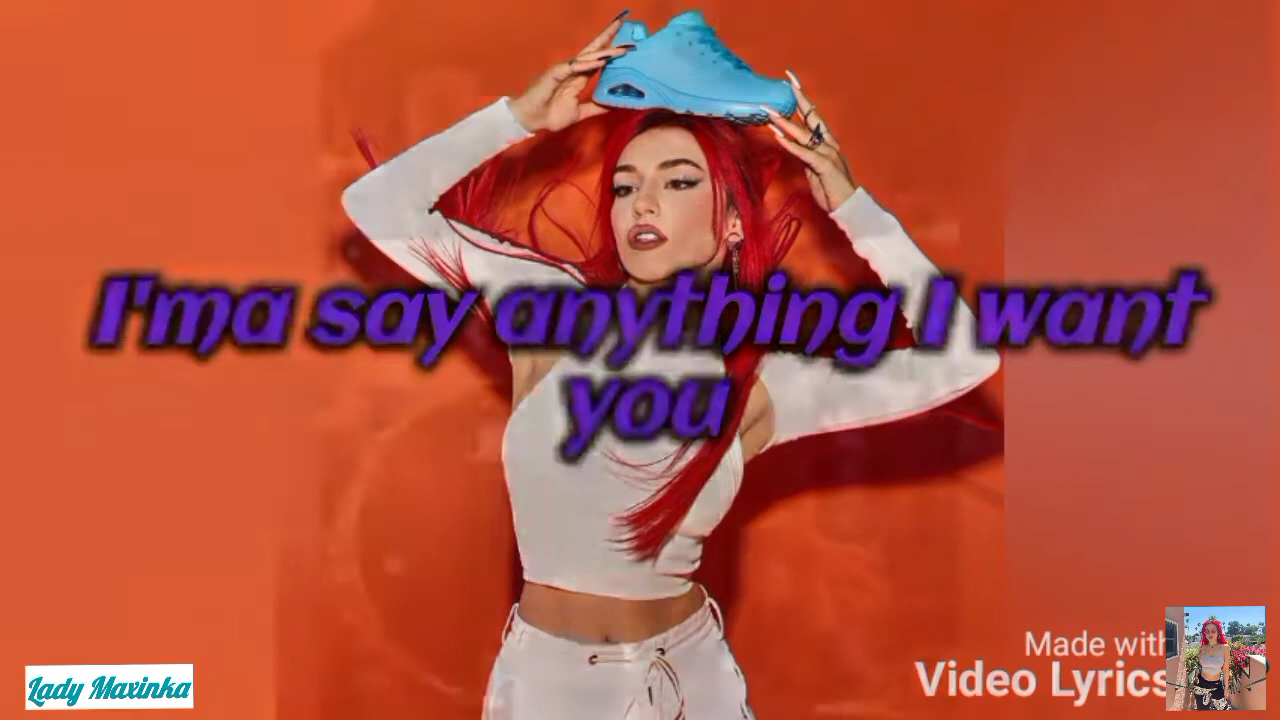 I'ma say anything I want
you
Made with
Video Lyrics
Lady Maxinka